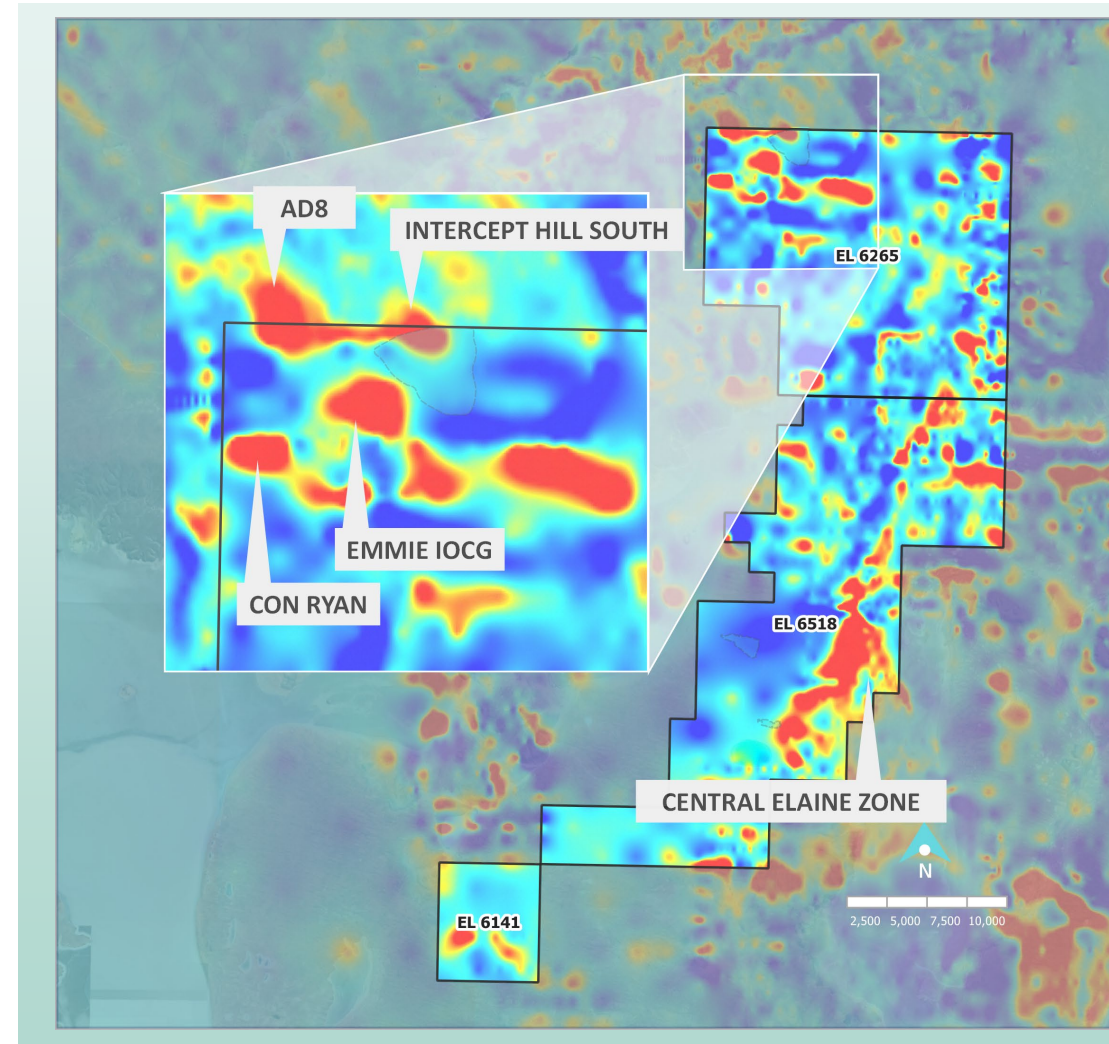 AD8
INTERCEPT HILL SOUTH
EL 6265
EMMIE IOCG
CON RYAN
EL 6518
CENTRAL ELAINE ZONE
N
2,500 5,000 7,500 10,000
EL 6141